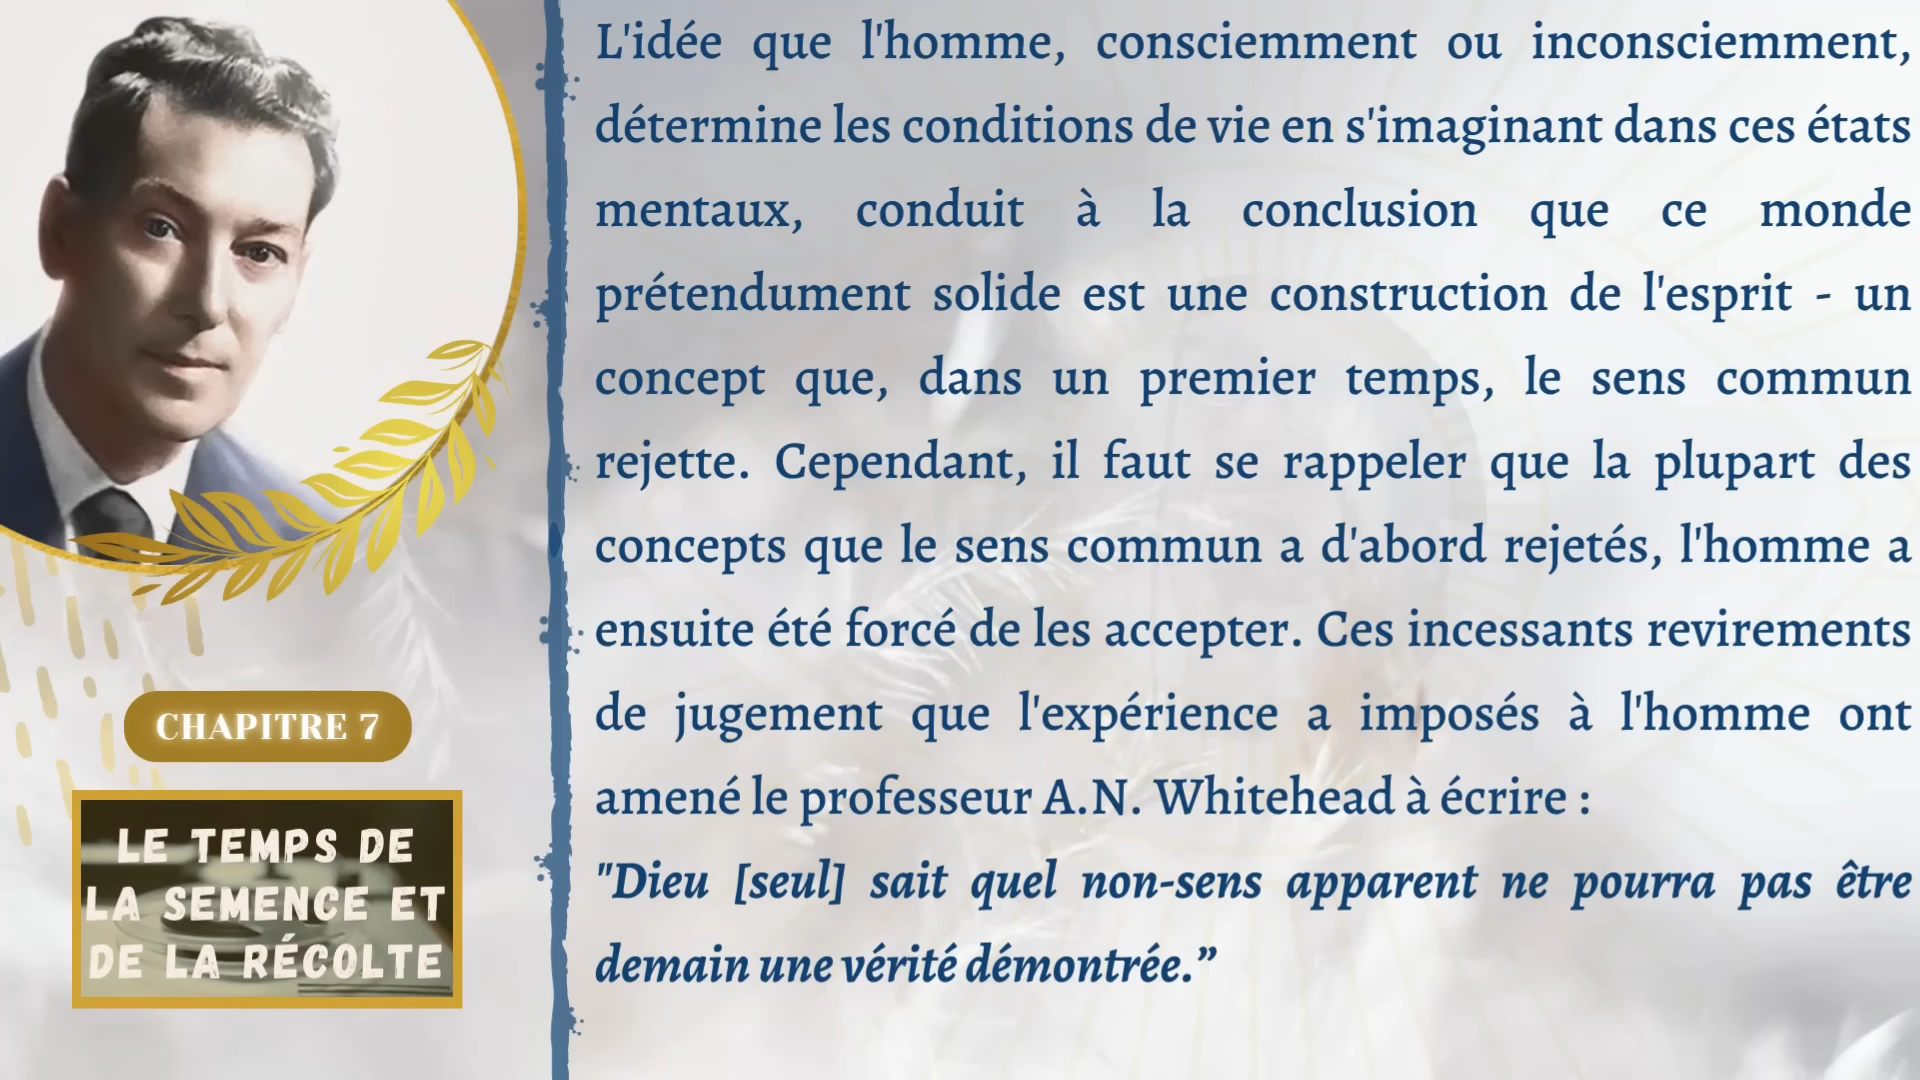 L'idée que l'homme, consciemment ou inconsciemment,
détermine les conditions de vie en s'imaginant dans ces états
mentaux, conduit à la conclusion que ce monde
prétendument solide est une construction de l'esprit - un
concept que, dans un premier temps, le sens commun
rejette. Cependant, il faut se rappeler que la plupart des
concepts que le sens commun a d'abord rejetés, l'homme a
ensuite été forcé de les accepter. Ces incessants revirements
de jugement que l'expérience a imposés à l'homme ont
amené le professeur A.N. Whitehead à écrire :
"Dieu [seul] sait quel non-sens apparent ne pourra pas être
demain une vérité démontrée.”
CHAPITRE 7
LE TEMPS DE
LA SEMENCE ET
DE LA RÉCOLTE